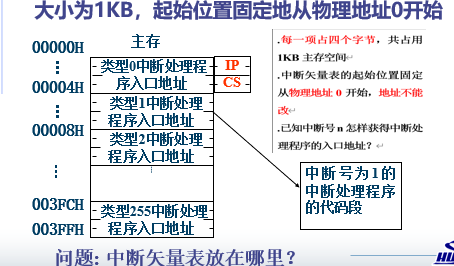 大小为1KB，起始位置固定地从物理地址0开始
主存
00000H
类型0中断处理程
IP
00004H
序入口地址
CS
类型1中断处理
程序入口地址
00008H
类型2中断处理
程序入口地址
003FCH
类型255中断处理
003FFH
程序入口地址
.每一项占四个字节，共占用
1KB 主存空间
.中断矢量表的起始位置固定
从物理地址 0 开始，地址不能
改
.已知中断号 n 怎样获得中断处
理程序的入口地址？
中断号为1的
中断处理程序
的代码段
问题: 中断矢量表放在哪里？